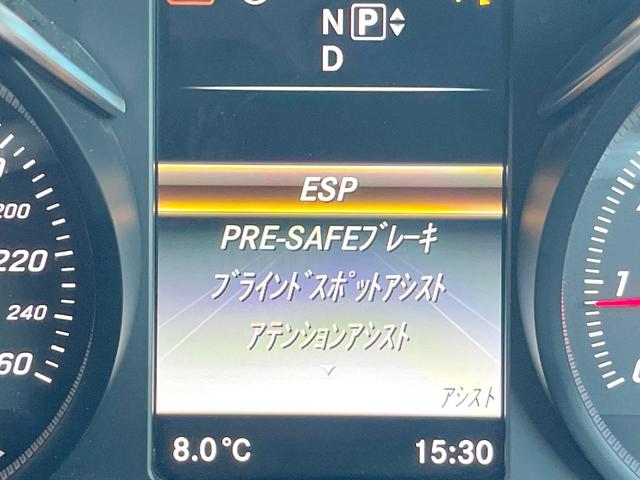 N P
D
ESP
PRE-SAFEブレーキ
ブラインドスポットアシスト
アテンションアシスト
アシスト
8.0°C
15:30
200
220
240
1